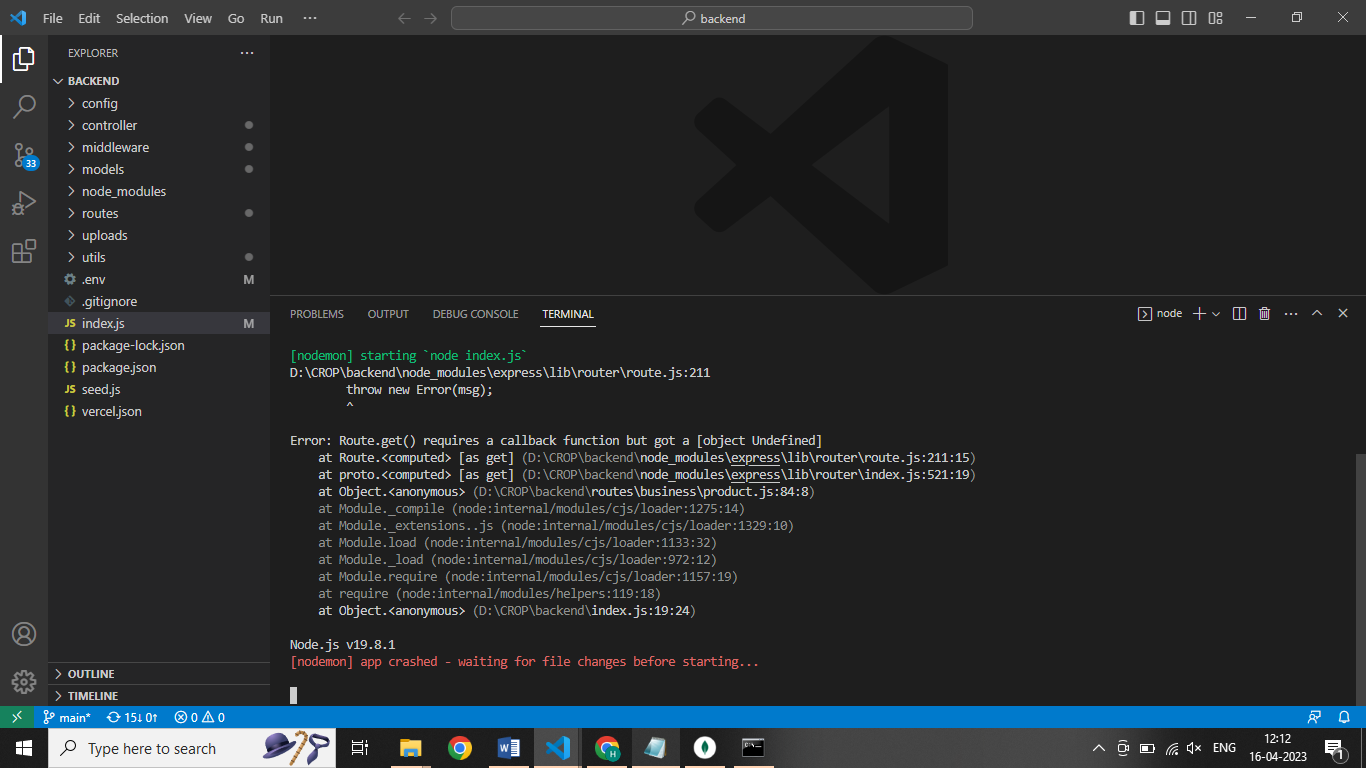 File Edit Selection View Go Run ···
backend
EXPLORER ···
BACKEND
config
controller
middleware
models
node_modules
routes
uploads
utils
.env M
.gitignore
JS index.js M
{} package-lock.json
{} package.json
JS seed.js
{} vercel.json
33
OUTLINE
TIMELINE
PROBLEMS OUTPUT DEBUG CONSOLE TERMINAL
node
[nodemon] starting `node index.js`
D:\CROP\backend\node_modules\express\lib\router\route.js:211
throw new Error(msg);
^
Error: Route.get() requires a callback function but got a [object Undefined]
at Route.<computed> [as get] (D:\CROP\backend\node_modules\express\lib\router\route.js:211:15)
at proto.<computed> [as get] (D:\CROP\backend\node_modules\express\lib\router\index.js:521:19)
at Object.<anonymous> (D:\CROP\backend\routes\business\product.js:84:8)
at Module._compile (node:internal/modules/cjs/loader:1275:14)
at Module._extensions..js (node:internal/modules/cjs/loader:1329:10)
at Module.load (node:internal/modules/cjs/loader:1133:32)
at Module._load (node:internal/modules/cjs/loader:972:12)
at Module.require (node:internal/modules/cjs/loader:1157:19)
at require (node:internal/modules/helpers:119:18)
at Object.<anonymous> (D:\CROP\backend\index.js:19:24)
Node.js v19.8.1
[nodemon] app crashed - waiting for file changes before starting...
main* 15↓ 0↑ 0 0
Type here to search
ENG
12:12
16-04-2023
1